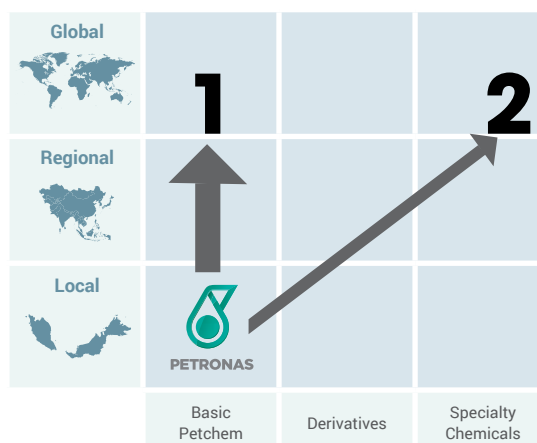 Global
1
2
Regional
Local
PETRONAS
Basic
Petchem
Derivatives
Specialty
Chemicals